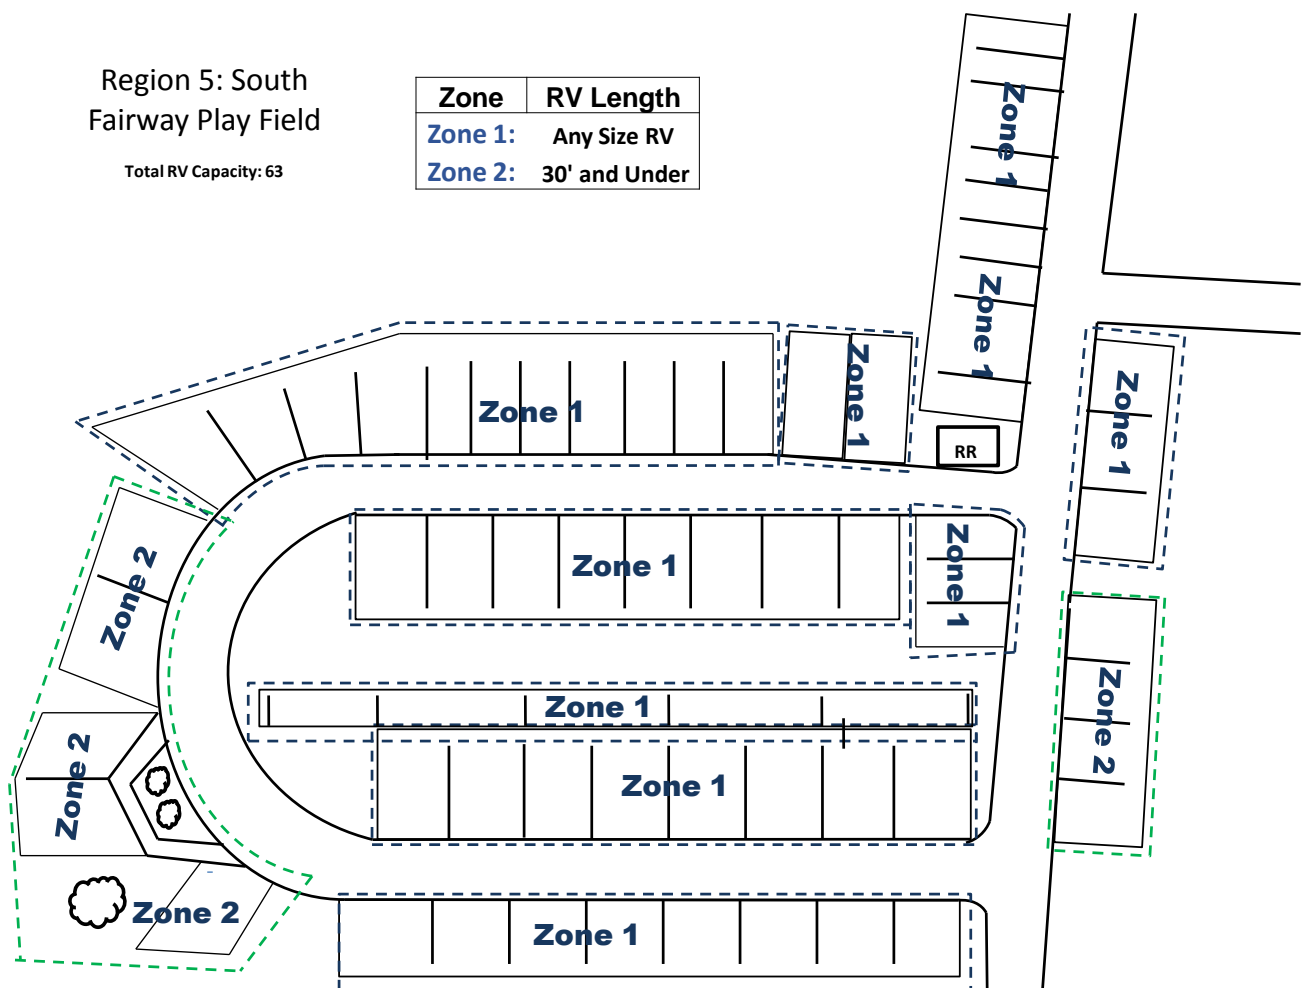 Region 5: South
Fairway Play Field
Total RV Capacity: 63
Zone RV Length
Zone 1: Any Size RV
Zone 2: 30' and Under
Zone 1
Zone 1
Zone 1
Zone 1
Zone 1
RR
Zone 1
Zone 1
Zone 2
Zone 1
Zone 2
Zone 2
Zone 1
Zone 2
Zone 1